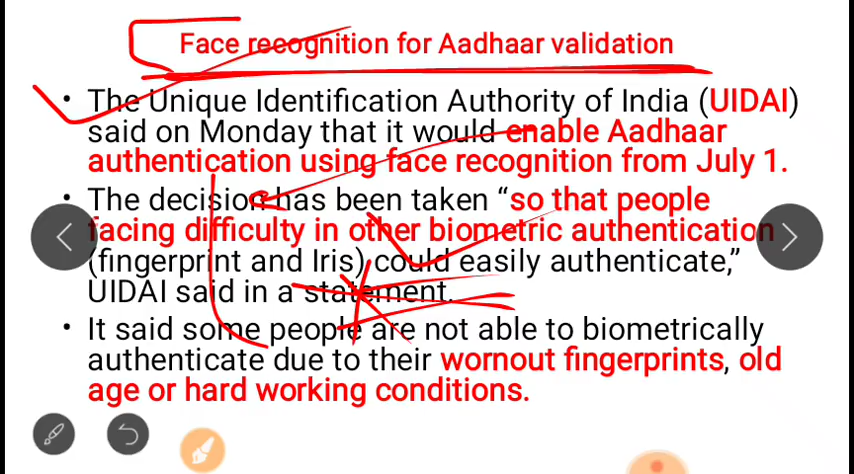 Face recognition for Aadhaar validation
• The Unique Identification Authority of India (UIDAI)
said on Monday that it would enable Aadhaar
authentication using face recognition from July 1.
• The decision has been taken “so that people
facing difficulty in other biometric authentication
(fingerprint and Iris) could easily authenticate,”
UIDAI said in a statement.
• It said some people are not able to biometrically
authenticate due to their wornout fingerprints, old
age or hard working conditions.